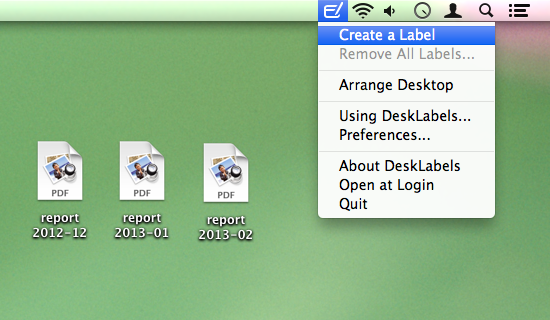 Create a Label
Remove All Labels...
Arrange Desktop
Using DeskLabels...
Preferences...
About DeskLabels
Open at Login
Quit
PDF
PDF
PDF
report
2012-12
report
2013-01
report
2013-02